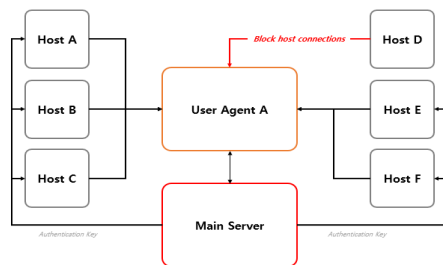 Host A
Block host connections
Host D
Host B
User Agent A
Host E
Host C
Host F
Main Server
Authentication Key
Authentication Key